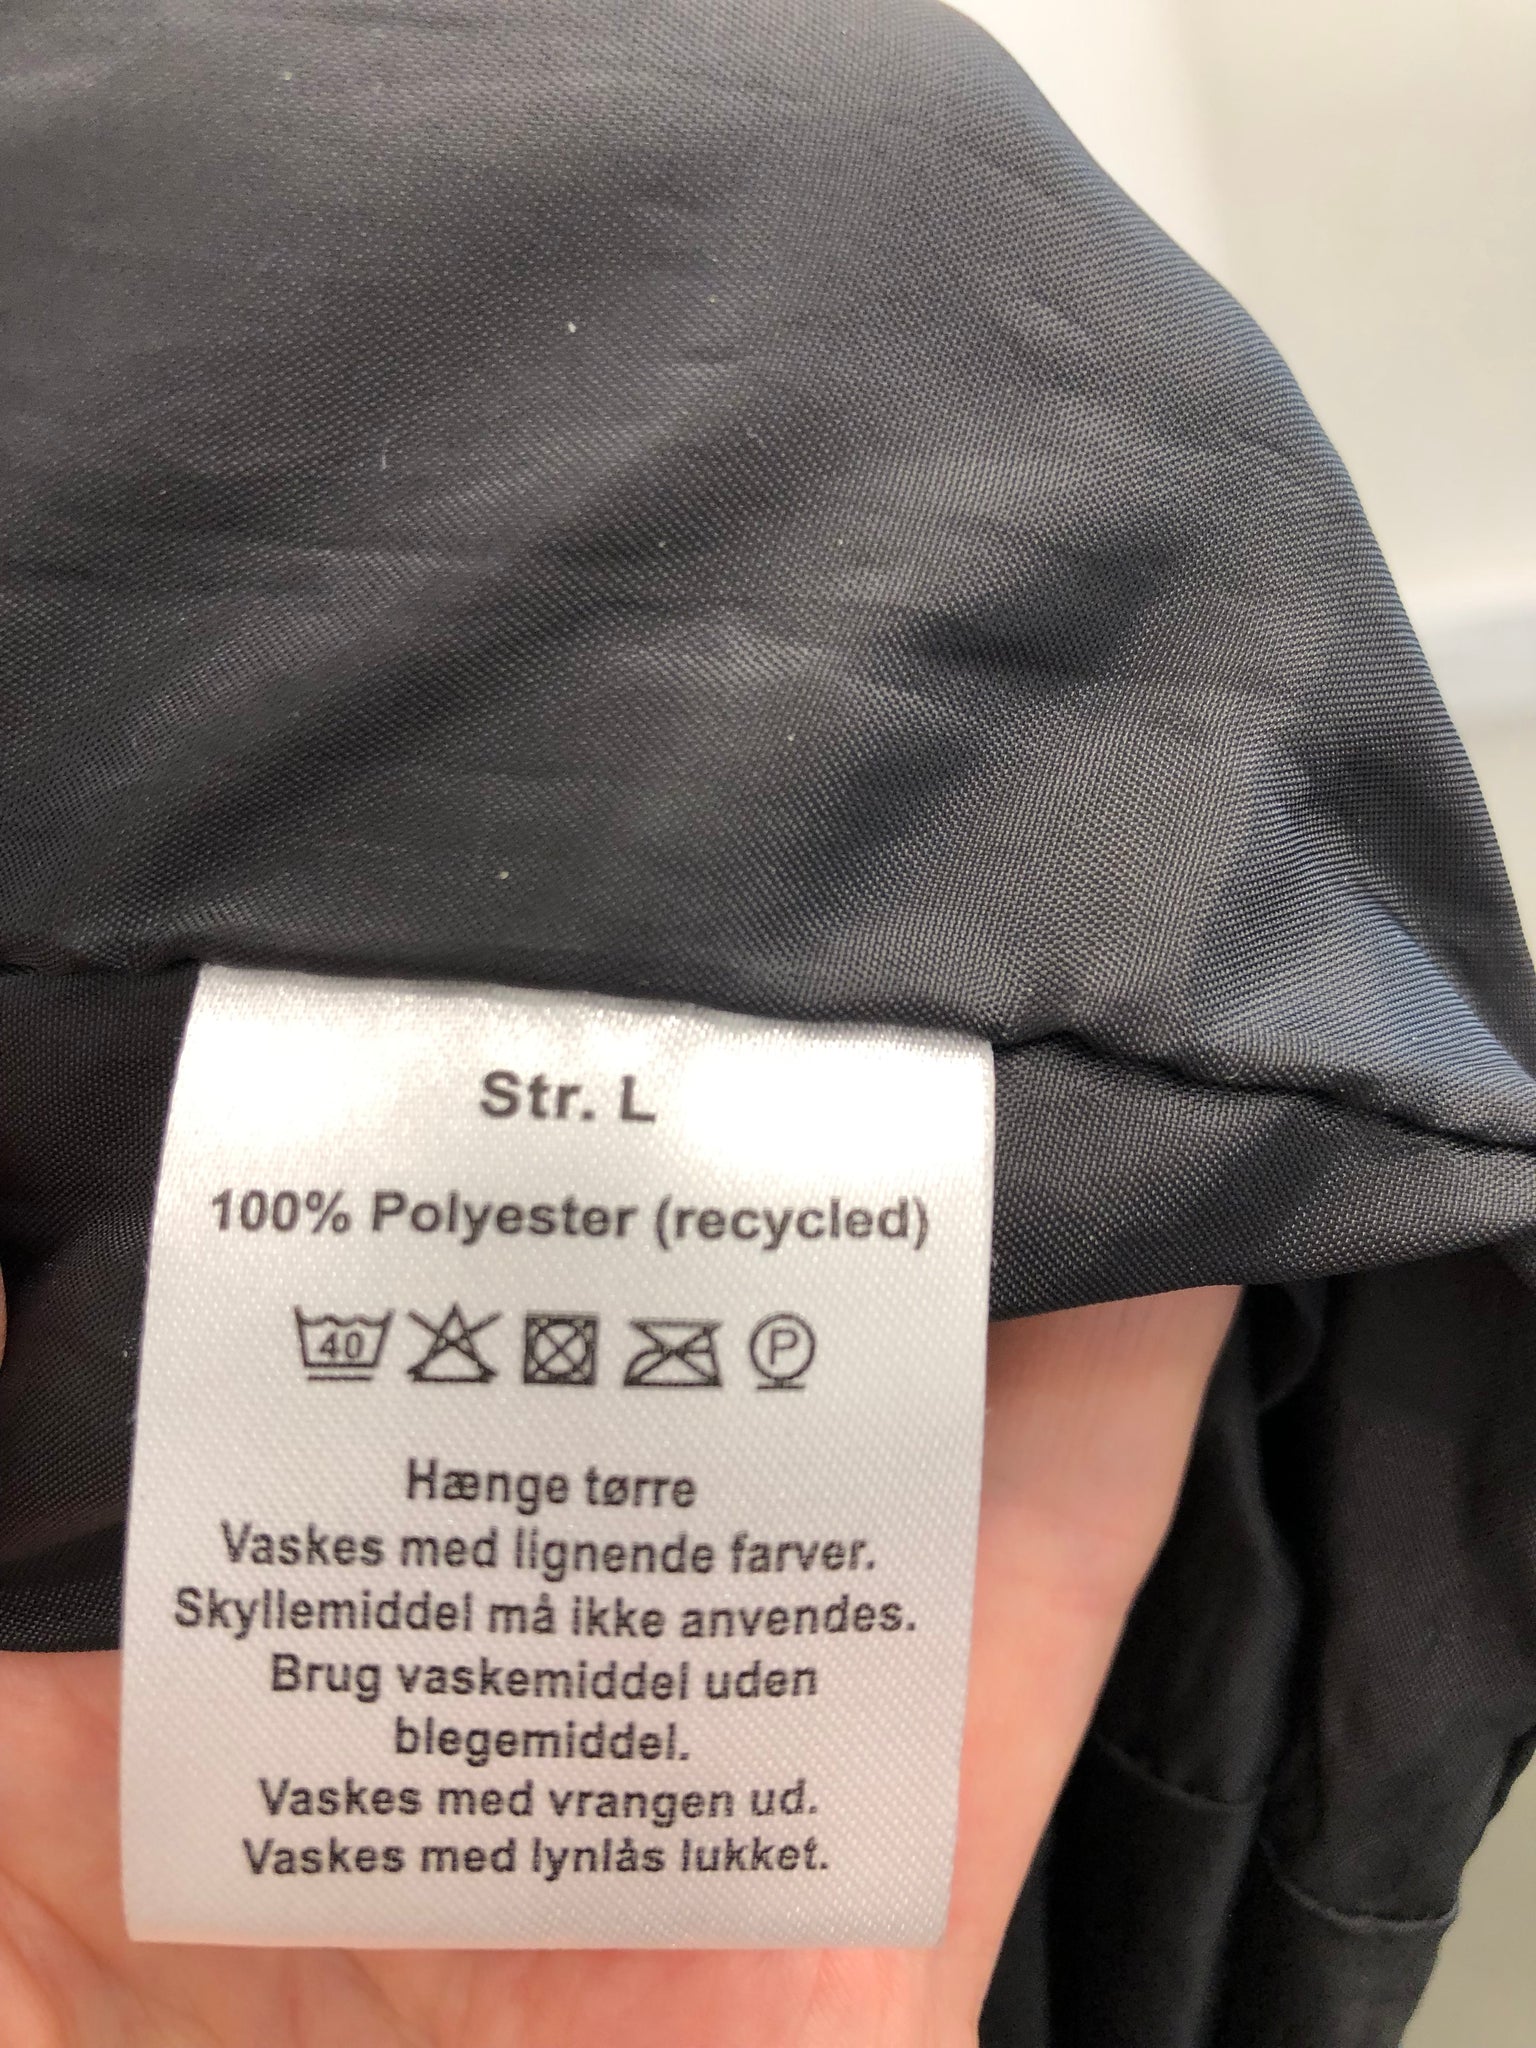 Str. L
100% Polyester (recycled)
40 P
Hænge tørre
Vaskes med lignende farver.
Skyllemiddel må ikke anvendes.
Brug vaskemiddel uden
blegemiddel.
Vaskes med vrangen ud.
Vaskes med lynlås lukket.